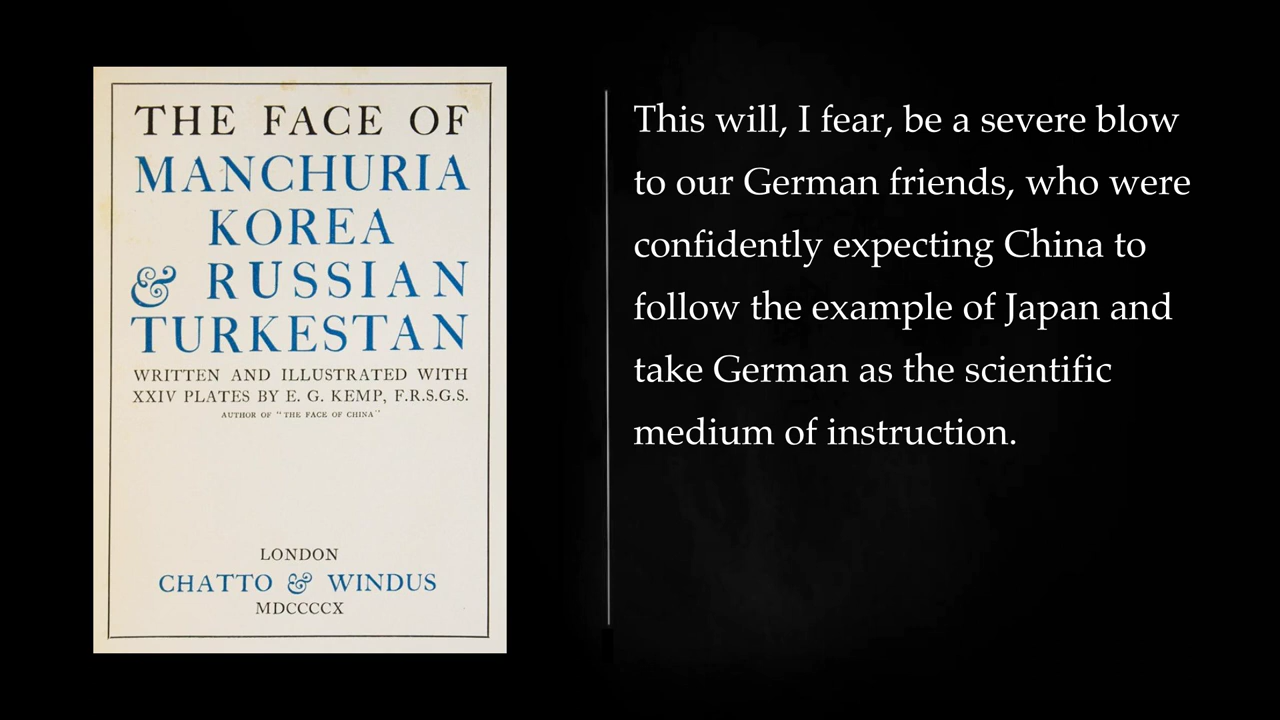 THE FACE OF
MANCHURIA
KOREA
& RUSSIAN
TURKESTAN
WRITTEN AND ILLUSTRATED WITH
XXIV PLATES BY E. G. KEMP, F.R.S.G.S.
AUTHOR OF "THE FACE OF CHINA"
LONDON
CHATTO & WINDUS
MDCCCCX
This will, I fear, be a severe blow
to our German friends, who were
confidently expecting China to
follow the example of Japan and
take German as the scientific
medium of instruction.